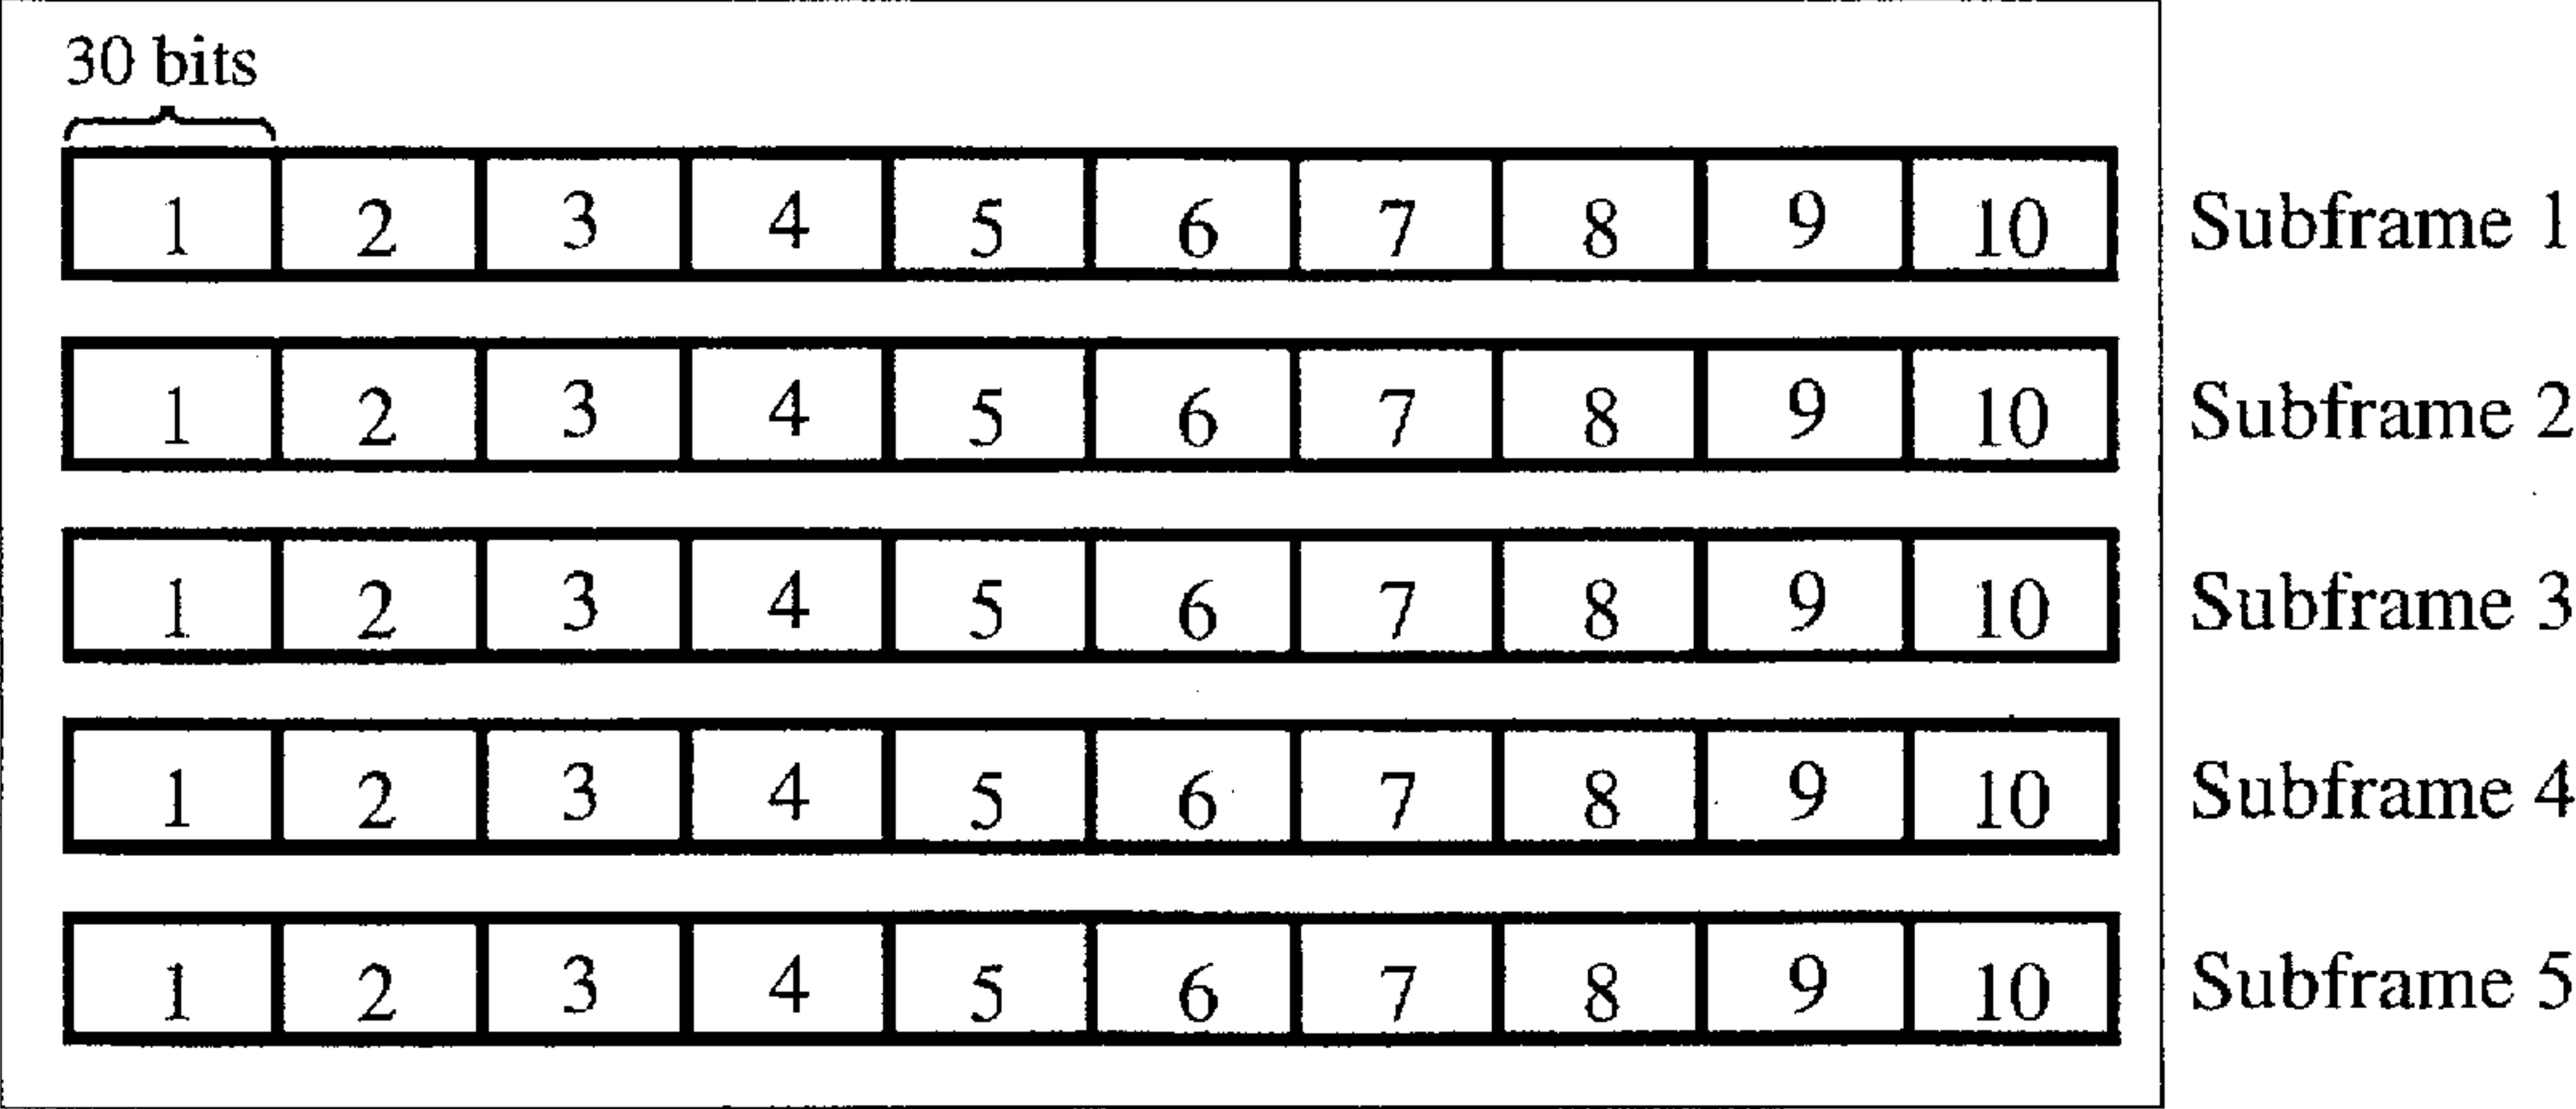 30 bits
1 2 3 4 5 6 7 8 9 10 Subframe 1
1 2 3 4 5 6 7 8 9 10 Subframe 2
1 2 3 4 5 6 7 8 9 10 Subframe 3
1 2 3 4 5 6 7 8 9 10 Subframe 4
1 2 3 4 5 6 7 8 9 10 Subframe 5